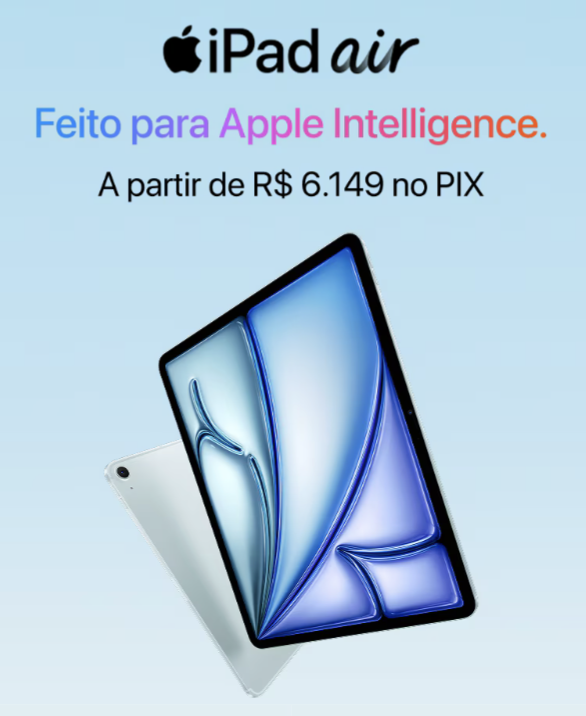 iPad air
Feito para Apple Intelligence.
A partir de R$ 6.149 no PIX